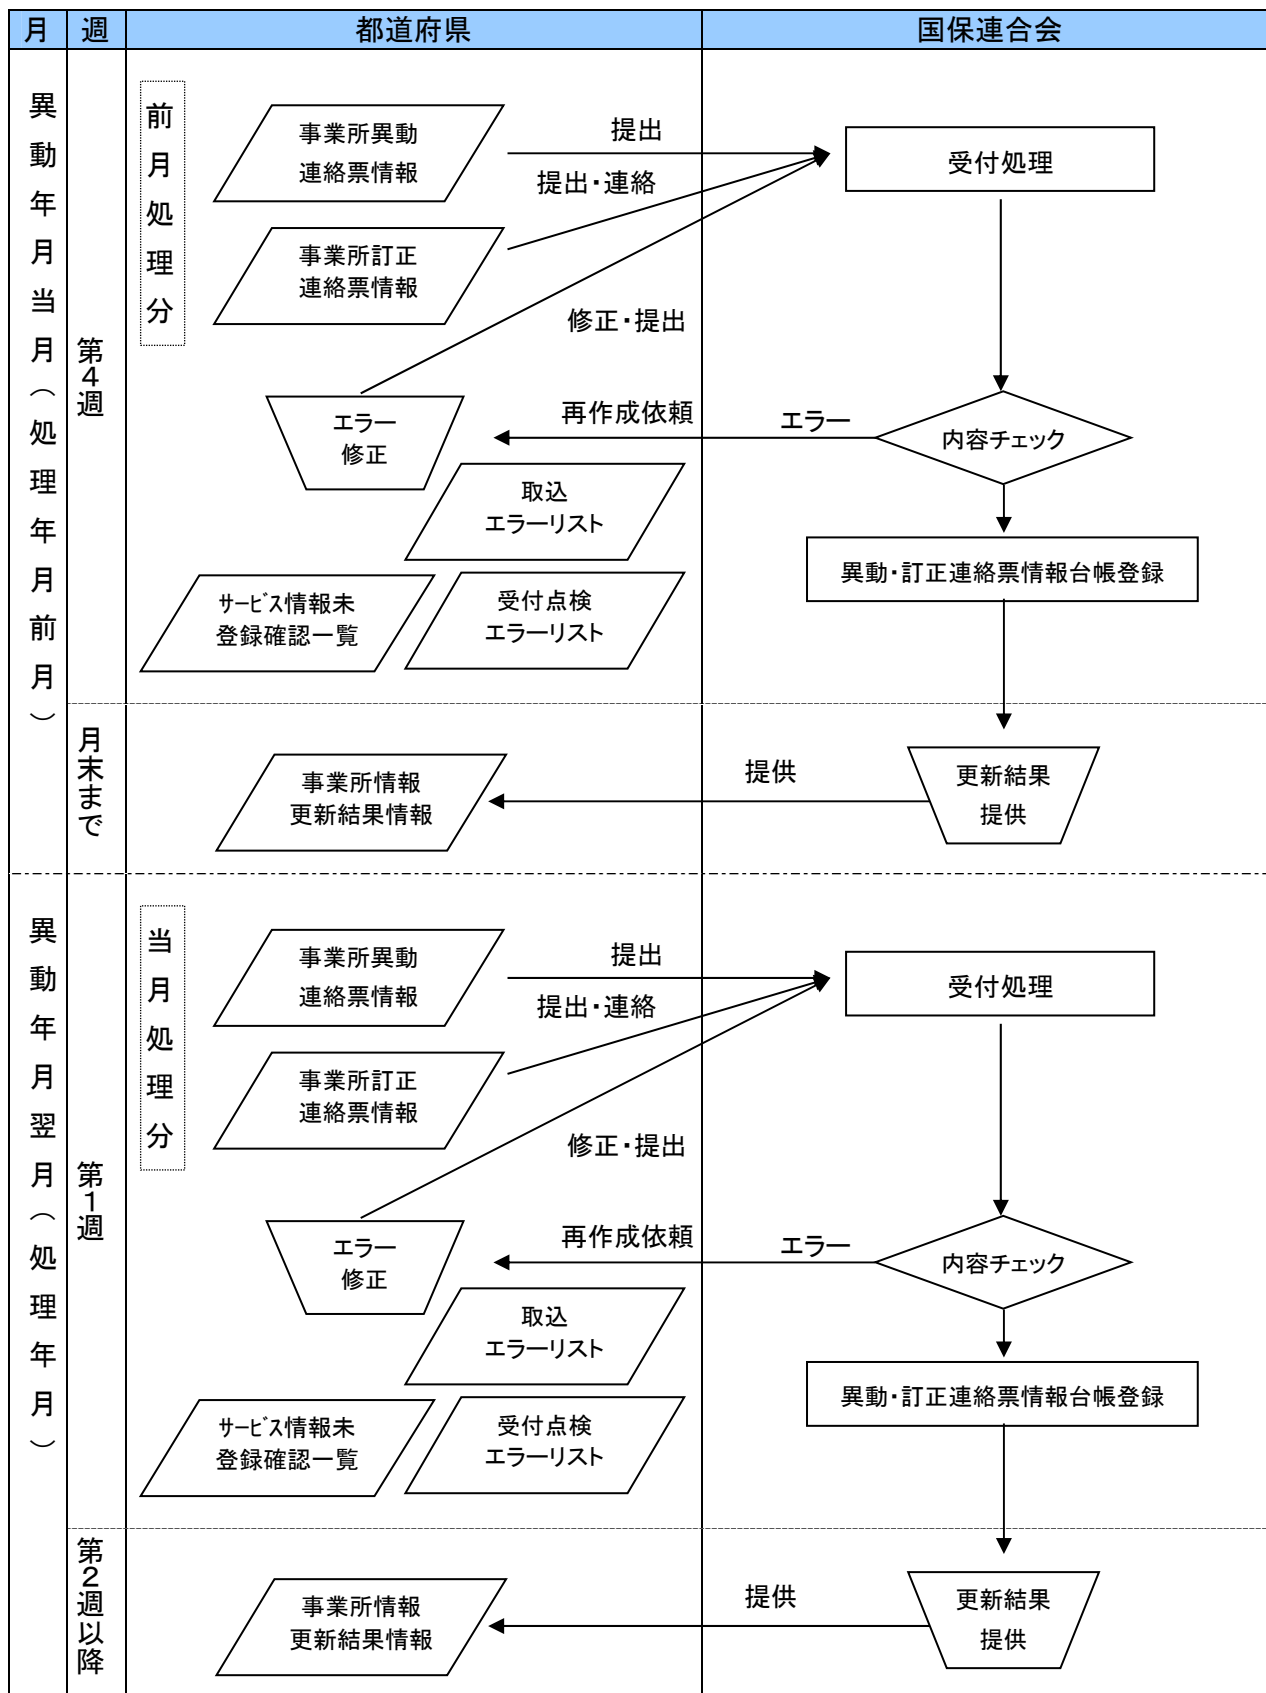 月
週
都道府県
国保連合会
異動年月当月（処理年月前月）
第４週
前月処理分
事業所異動
連絡票情報
提出
受付処理
提出・連絡
事業所訂正
連絡票情報
修正・提出
エラー
修正
再作成依頼
エラー
内容チェック
取込
エラーリスト
異動・訂正連絡票情報台帳登録
サービス情報未
登録確認一覧
受付点検
エラーリスト
月末まで
事業所情報
更新結果情報
提供
更新結果
提供
異動年月翌月（処理年月）
第１週
当月処理分
事業所異動
連絡票情報
提出
受付処理
提出・連絡
事業所訂正
連絡票情報
修正・提出
エラー
修正
再作成依頼
エラー
内容チェック
取込
エラーリスト
異動・訂正連絡票情報台帳登録
サービス情報未
登録確認一覧
受付点検
エラーリスト
第２週以降
事業所情報
更新結果情報
提供
更新結果
提供